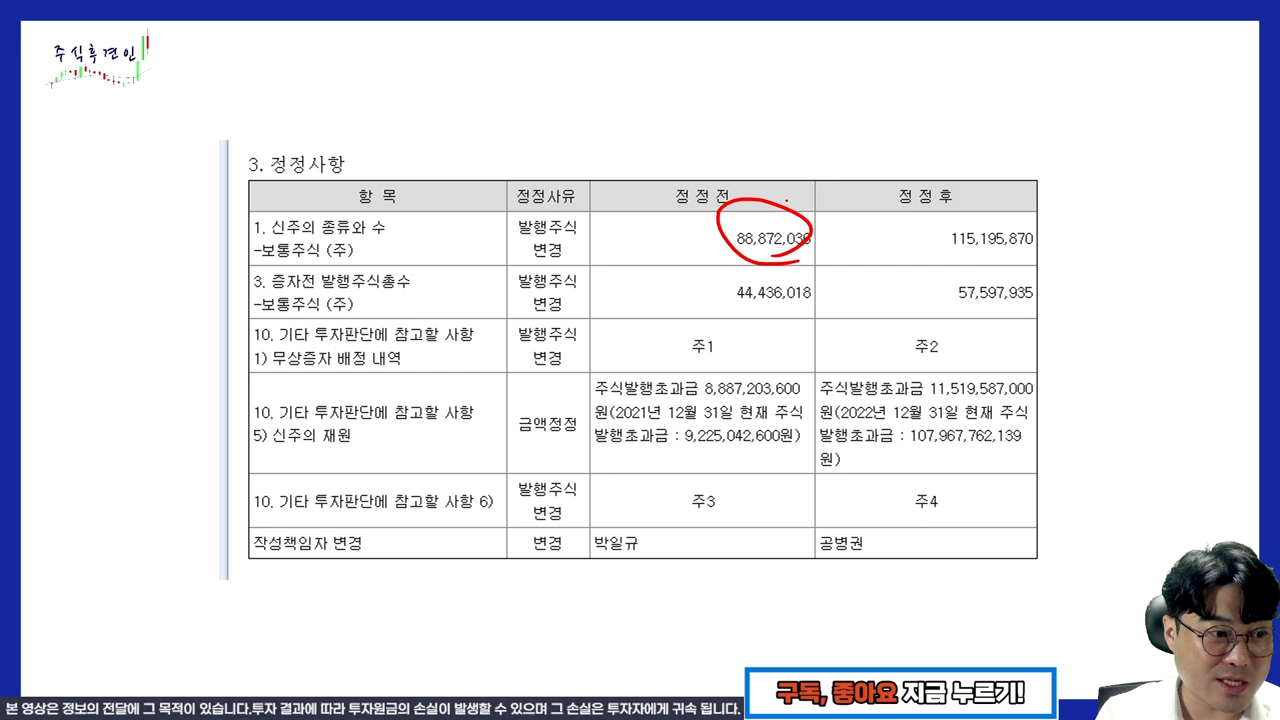 주식후견인
3. 정정사항
항 목 정정사유 정 정 전 정 정 후
1. 신주의 종류와 수
-보통주식 (주)
발행주식
변경
88,872,036
115,195,870
3. 증자전 발행주식총수
-보통주식 (주)
발행주식
변경
44,436,018
57,597,935
10. 기타 투자판단에 참고할 사항
1) 무상증자 배정 내역
발행주식
변경
주1
주2
10. 기타 투자판단에 참고할 사항
5) 신주의 재원
금액정정
주식발행초과금 8,887,203,600
원(2021년 12월 31일 현재 주식
발행초과금 : 9,225,042,600원)
주식발행초과금 11,519,587,000
원(2022년 12월 31일 현재 주식
발행초과금 : 107,967,762,139
원)
10. 기타 투자판단에 참고할 사항 6)
발행주식
변경
주3
주4
작성책임자 변경 변경 박일규 공병권
구독, 좋아요 지금 누르기!
본 영상은 정보의 전달에 그 목적이 있습니다.투자 결과에 따라 투자원금의 손실이 발생할 수 있으며 그 손실은 투자자에게 귀속 됩니다.